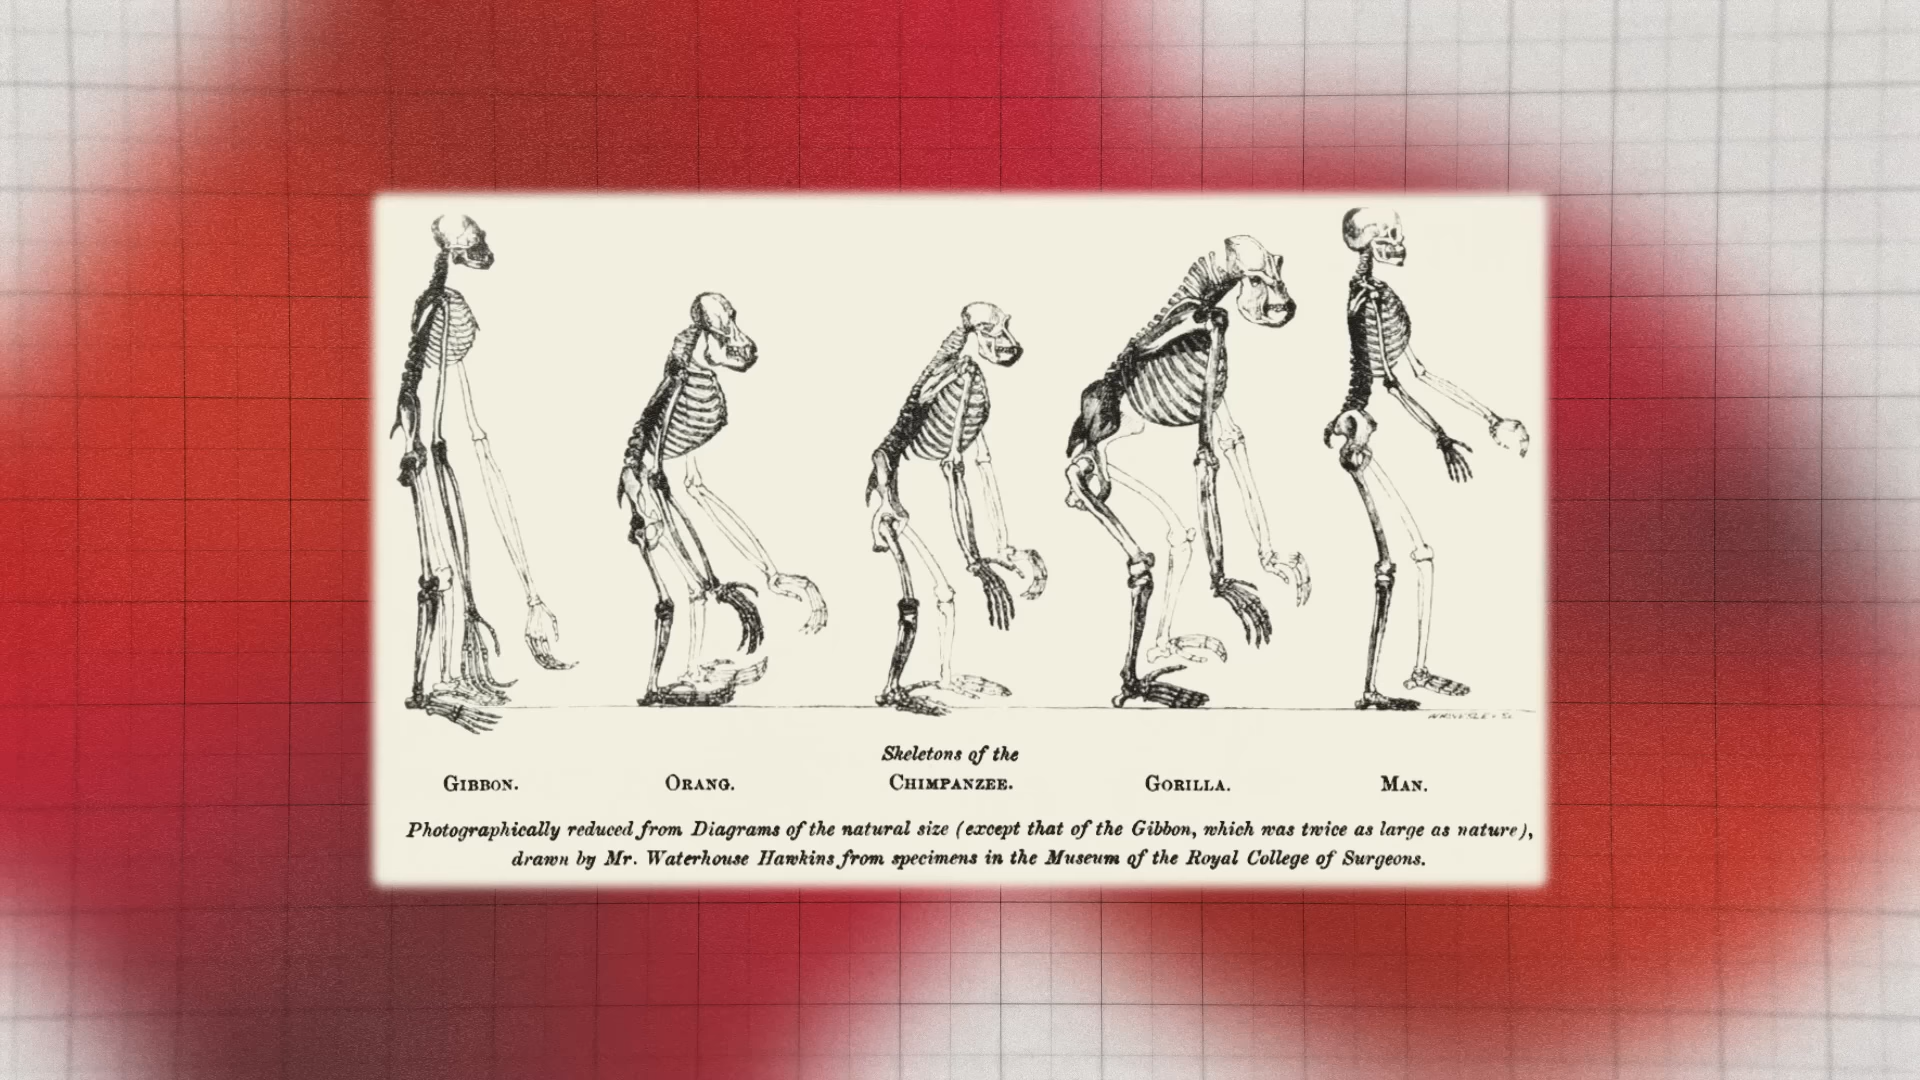 Skeletons of the
GIBBON. ORANG. CHIMPANZEE. GORILLA. MAN.
Photographically reduced from Diagrams of the natural size (except that of the Gibbon, which was twice as large as nature),
drawn by Mr. Waterhouse Hawkins from specimens in the Museum of the Royal College of Surgeons.